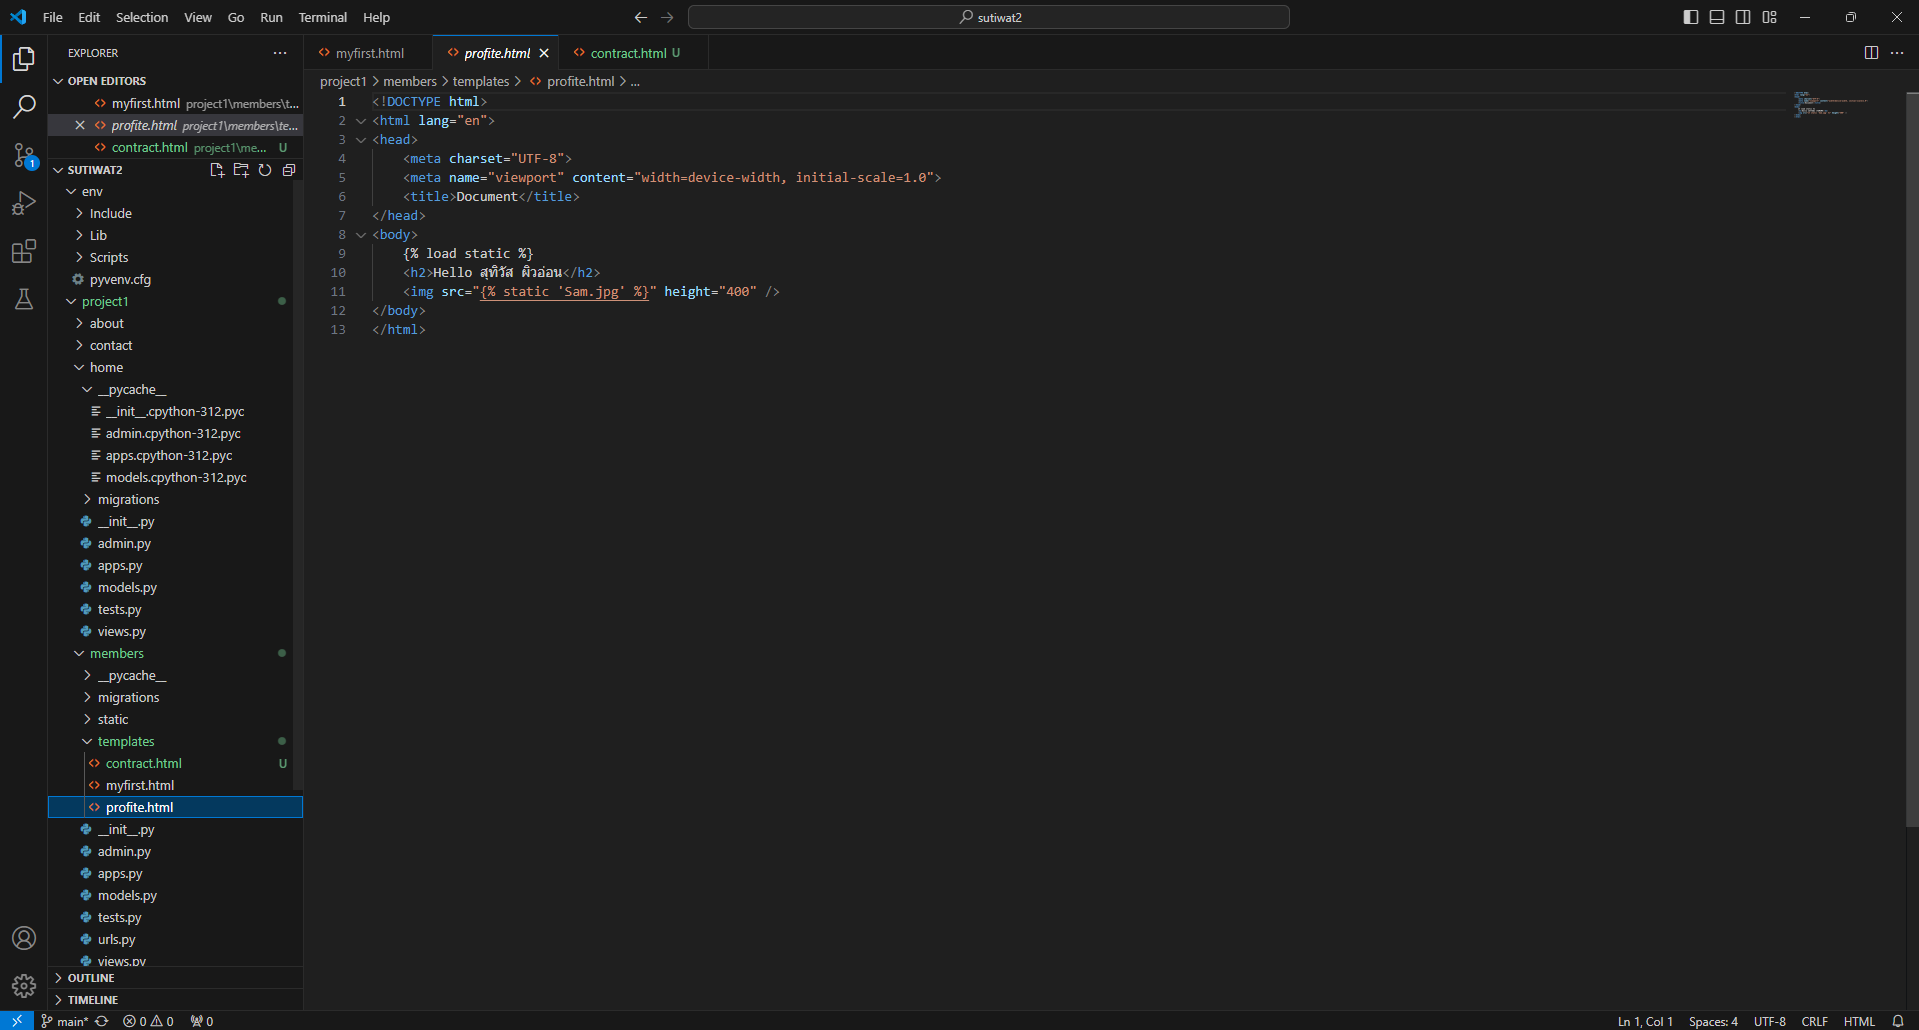 File Edit Selection View Go Run Terminal Help
sutiwat2
EXPLORER
OPEN EDITORS
myfirst.html project1\members\t...
profite.html project1\members\te...
contract.html project1\me... U
SUTIWAT2
env
Include
Lib
Scripts
pyvenv.cfg
project1
about
contact
home
__pycache__
__init__.cpython-312.pyc
admin.cpython-312.pyc
apps.cpython-312.pyc
models.cpython-312.pyc
migrations
__init__.py
admin.py
apps.py
models.py
tests.py
views.py
members
__pycache__
migrations
static
templates
contract.html U
myfirst.html
profite.html
__init__.py
admin.py
apps.py
models.py
tests.py
urls.py
views.py
OUTLINE
TIMELINE
1
myfirst.html profite.html contract.html U
project1 > members > templates > profite.html > ...
1 <!DOCTYPE html>
2 <html lang="en">
3 <head>
4 <meta charset="UTF-8">
5 <meta name="viewport" content="width=device-width, initial-scale=1.0">
6 <title>Document</title>
7 </head>
8 <body>
9 {% load static %}
10 <h2>Hello สุทิวัส ผิวอ่อน</h2>
11 <img src="{% static 'Sam.jpg' %}" height="400" />
12 </body>
13 </html>
main* 0 0 0 Ln 1, Col 1 Spaces: 4 UTF-8 CRLF HTML